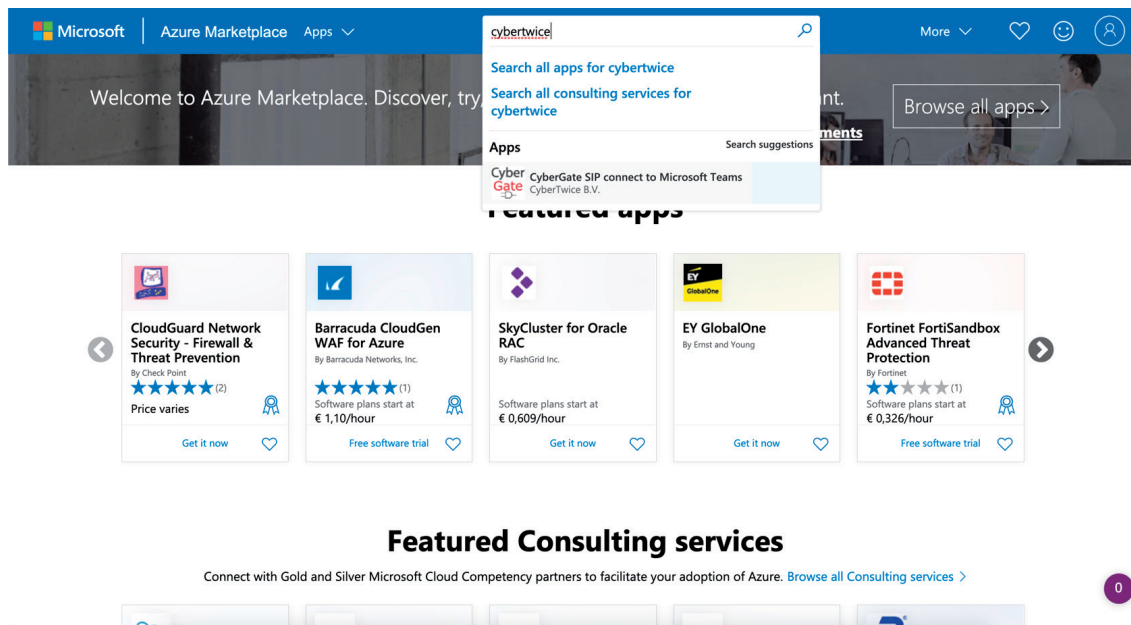 Microsoft
Azure Marketplace
Apps
cybertwice
More
Search all apps for cybertwice
Search all consulting services for
cybertwice
Welcome to Azure Marketplace. Discover, try,
nt.
Browse all apps >
ments
Apps
Search suggestions
Cyber
Gate
CyberGate SIP connect to Microsoft Teams
CyberTwice B.V.
Featured apps
CloudGuard Network
Security - Firewall &
Threat Prevention
By Check Point
(2)
Price varies
Get it now
Barracuda CloudGen
WAF for Azure
By Barracuda Networks, Inc.
(1)
Software plans start at
€ 1,10/hour
Free software trial
SkyCluster for Oracle
RAC
By FlashGrid Inc.
Software plans start at
€ 0,609/hour
Get it now
EY
GlobalOne
EY GlobalOne
By Ernst and Young
Get it now
Fortinet FortiSandbox
Advanced Threat
Protection
By Fortinet
(1)
Software plans start at
€ 0,326/hour
Free software trial
Featured Consulting services
Connect with Gold and Silver Microsoft Cloud Competency partners to facilitate your adoption of Azure. Browse all Consulting services >
0